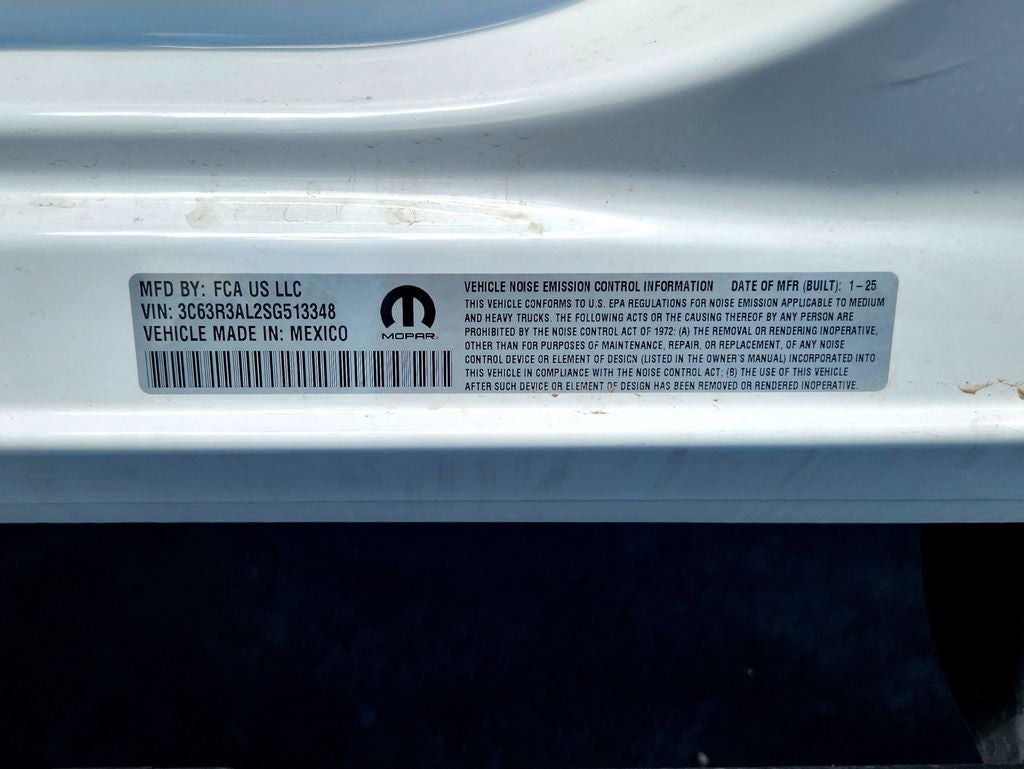 MFD BY: FCA US LLC
VIN: 3C63R3AL2SG513348
VEHICLE MADE IN: MEXICO
MOPAR
VEHICLE NOISE EMISSION CONTROL INFORMATION DATE OF MFR (BUILT): 1-25
THIS VEHICLE CONFORMS TO U.S. EPA REGULATIONS FOR NOISE EMISSION APPLICABLE TO MEDIUM
AND HEAVY TRUCKS. THE FOLLOWING ACTS OR THE CAUSING THEREOF BY ANY PERSON ARE
PROHIBITED BY THE NOISE CONTROL ACT OF 1972: (A) THE REMOVAL OR RENDERING INOPERATIVE,
OTHER THAN FOR PURPOSES OF MAINTENANCE, REPAIR, OR REPLACEMENT, OF ANY NOISE
CONTROL DEVICE OR ELEMENT OF DESIGN (LISTED IN THE OWNER'S MANUAL) INCORPORATED INTO
THIS VEHICLE IN COMPLIANCE WITH THE NOISE CONTROL ACT; (B) THE USE OF THIS VEHICLE
AFTER SUCH DEVICE OR ELEMENT OF DESIGN HAS BEEN REMOVED OR RENDERED INOPERATIVE.